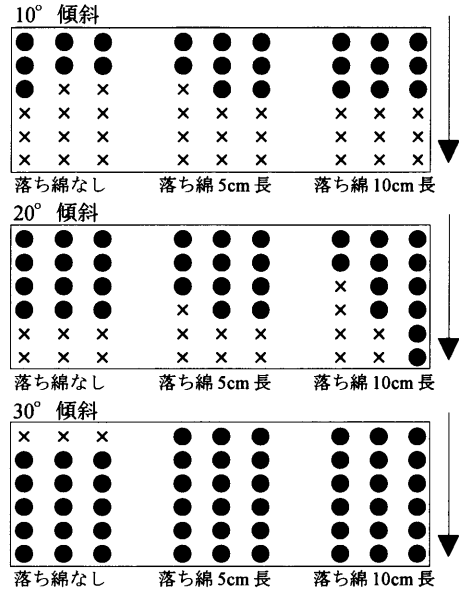 10° 傾斜
落ち綿なし 落ち綿 5cm 長 落ち綿 10cm 長
20° 傾斜
落ち綿なし 落ち綿 5cm 長 落ち綿 10cm 長
30° 傾斜
落ち綿なし 落ち綿 5cm 長 落ち綿 10cm 長